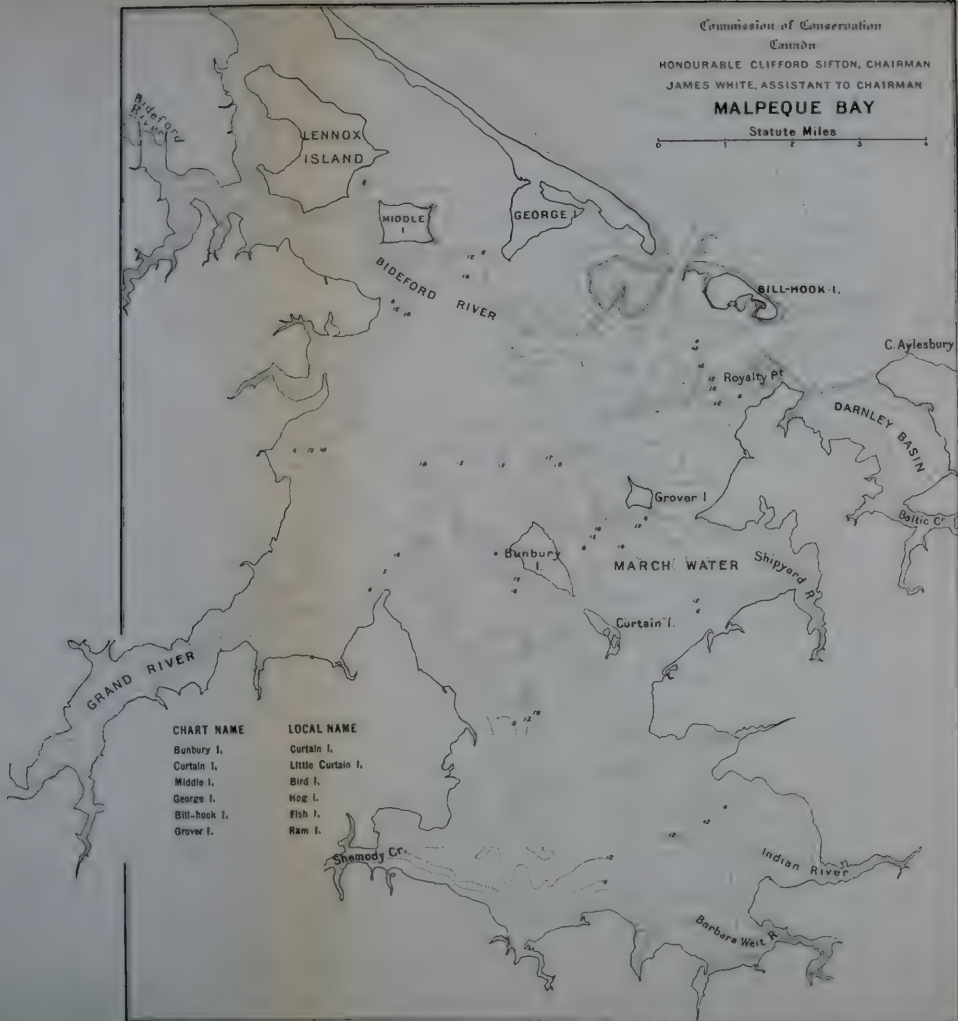 Commission of Conservation
Canada
HONOURABLE CLIFFORD SIFTON, CHAIRMAN
JAMES WHITE, ASSISTANT TO CHAIRMAN
MALPEQUE BAY
Statute Miles
0 1 2 3 4
Bideford
River
LENNOX
ISLAND
MIDDLE
I
GEORGE I
BIDEFORD RIVER
BILL-HOOK I.
C. Aylesbury
Royalty Pt
DARNLEY BASIN
Baltic Cr
Grover I
Bunbury
I.
MARCH WATER
Shipyard R
Curtain I.
GRAND RIVER
CHART NAME LOCAL NAME
Bunbury I. Curtain I.
Curtain I. Little Curtain I.
Middle I. Bird I.
George I. Hog I.
Bill-hook I. Fish I.
Grover I. Ram I.
Shemody Cr.
Indian River
Barbara Weit R.